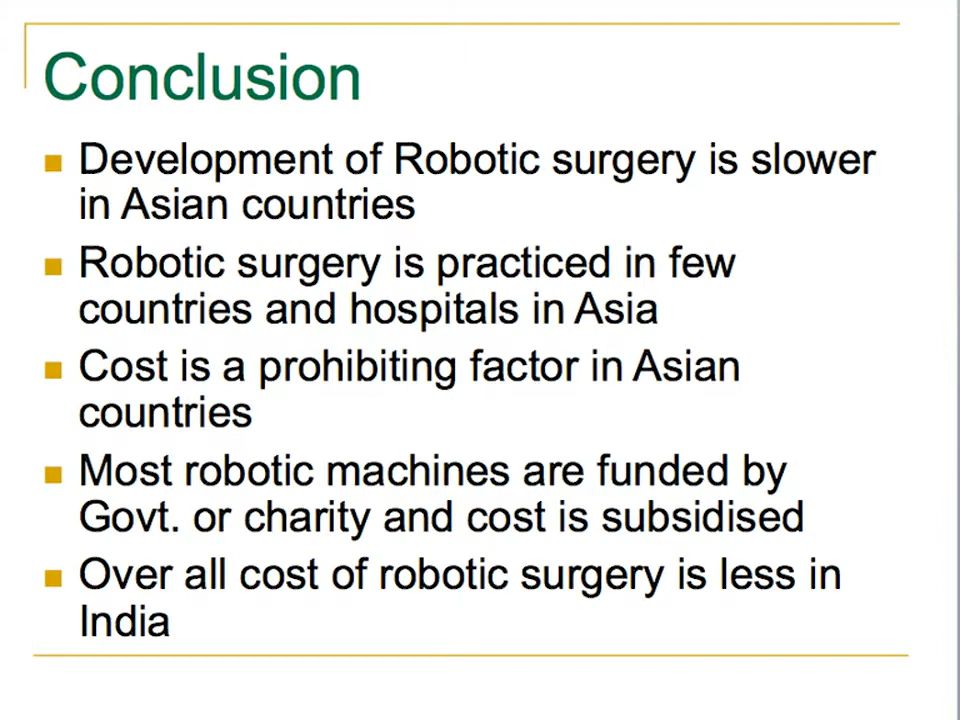 Conclusion
Development of Robotic surgery is slower
in Asian countries
Robotic surgery is practiced in few
countries and hospitals in Asia
Cost is a prohibiting factor in Asian
countries
Most robotic machines are funded by
Govt. or charity and cost is subsidised
Over all cost of robotic surgery is less in
India